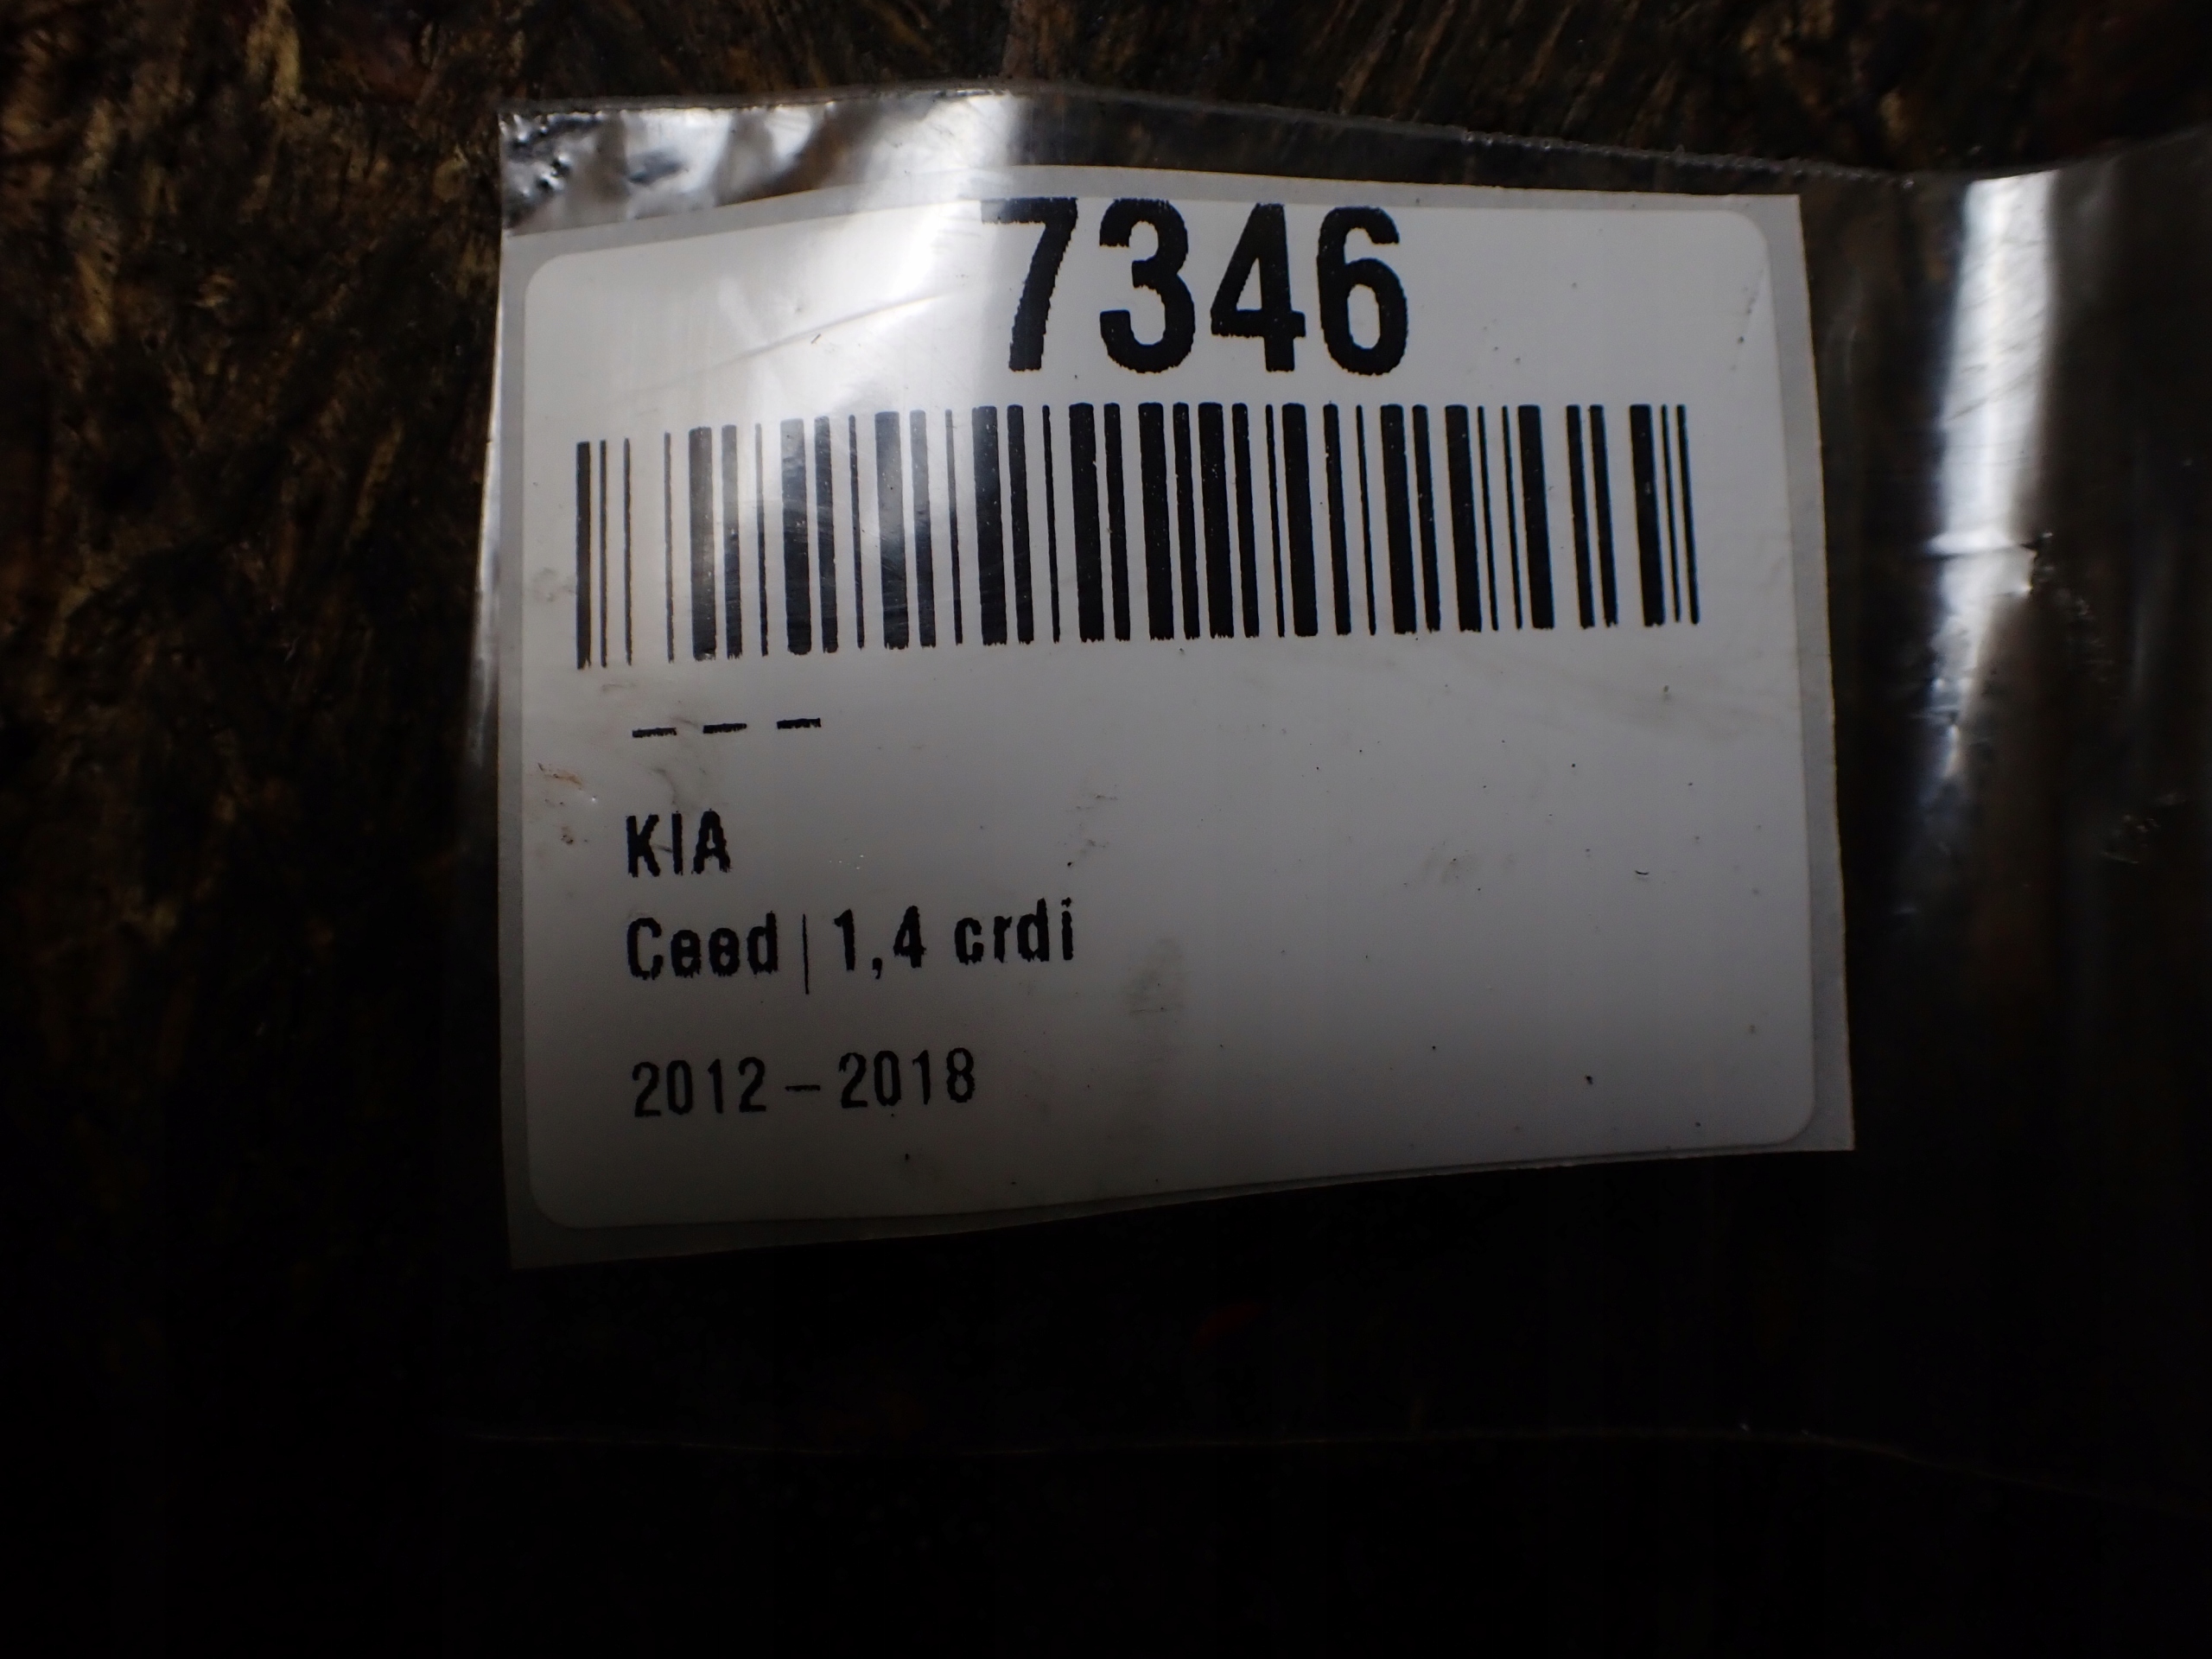 7346
– – –
KIA
Ceed | 1,4 crdi
2012 – 2018